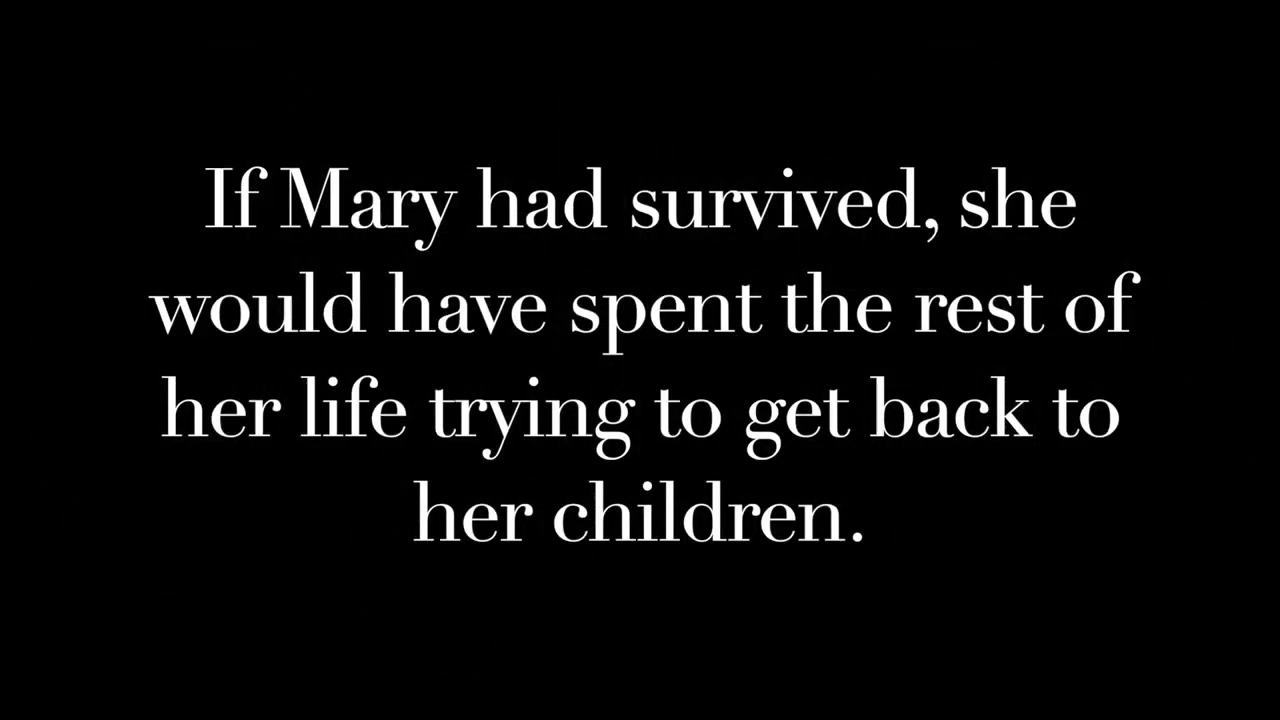 If Mary had survived, she
would have spent the rest of
her life trying to get back to
her children.